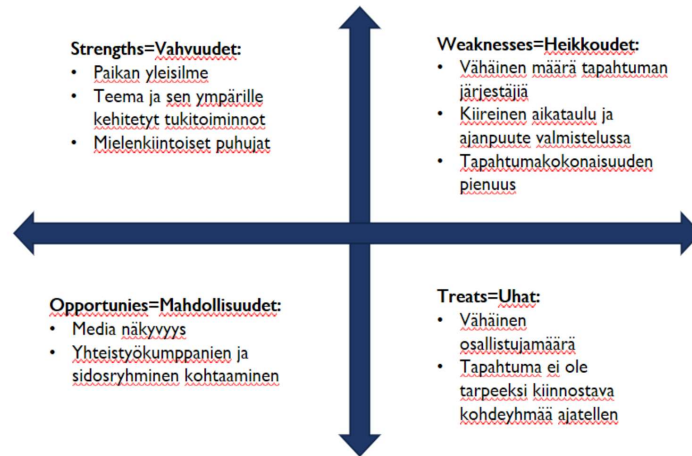 Strengths=Vahvuudet:
• Paikan yleisilme
• Teema ja sen ympärille
kehitetyt tukitoiminnot
• Mielenkiintoiset puhujat
Weaknesses=Heikkoudet:
• Vähäinen määrä tapahtuman
järjestäjiä
• Kiireinen aikataulu ja
ajanpuute valmistelussa
• Tapahtumakokonaisuuden
pienuus
Opportunies=Mahdollisuudet:
• Media näkyvyys
• Yhteistyökumppanien ja
sidosryhminen kohtaaminen
Treats=Uhat:
• Vähäinen
osallistujamäärä
• Tapahtuma ei ole
tarpeeksi kiinnostava
kohdeyhmää ajatellen